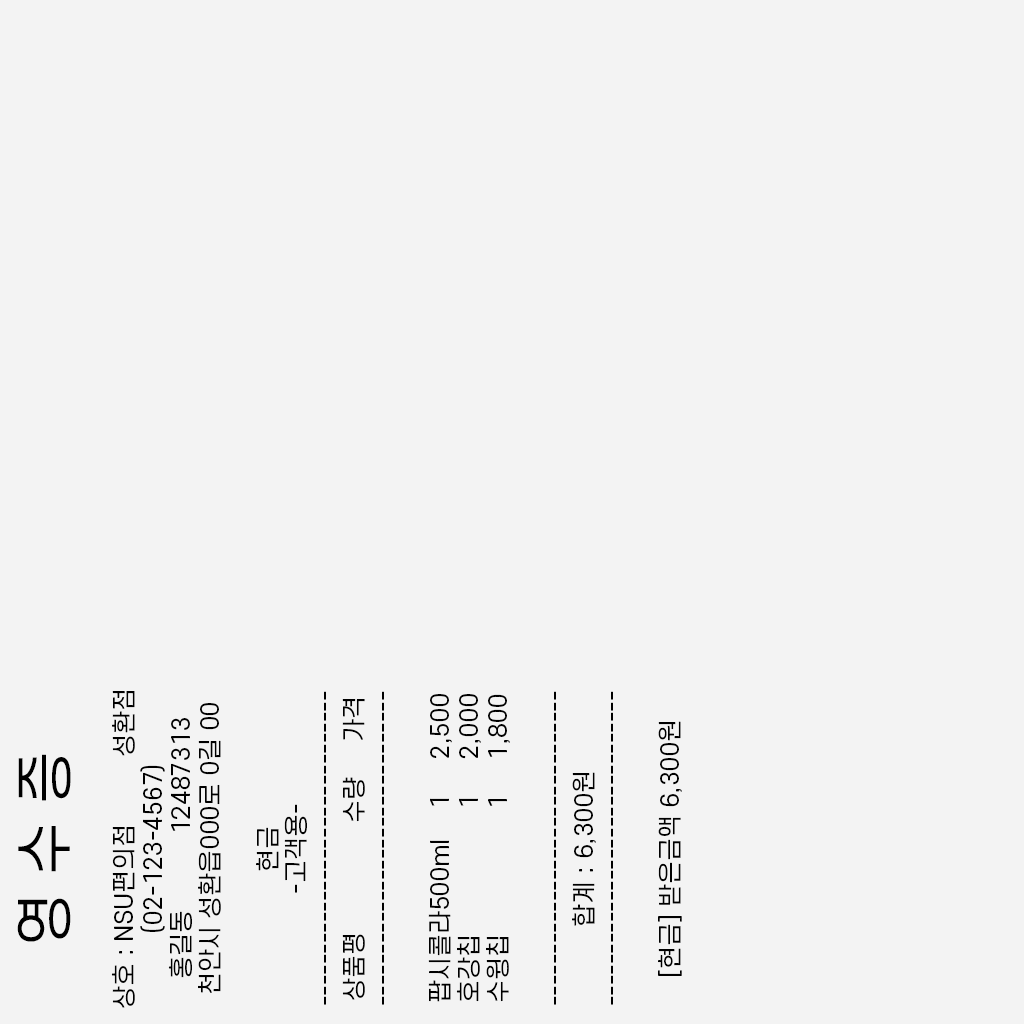 영 수 증
상호 : NSU편의점 성환점
(02-123-4567)
홍길동 12487313
천안시 성환읍000로 0길 00
현금
-고객용-
상품평 수량 가격
팝시콜라500ml 1 2,500
호강칩 1 2,000
수웡칩 1 1,800
합계 : 6,300원
[현금] 받은금액 6,300원